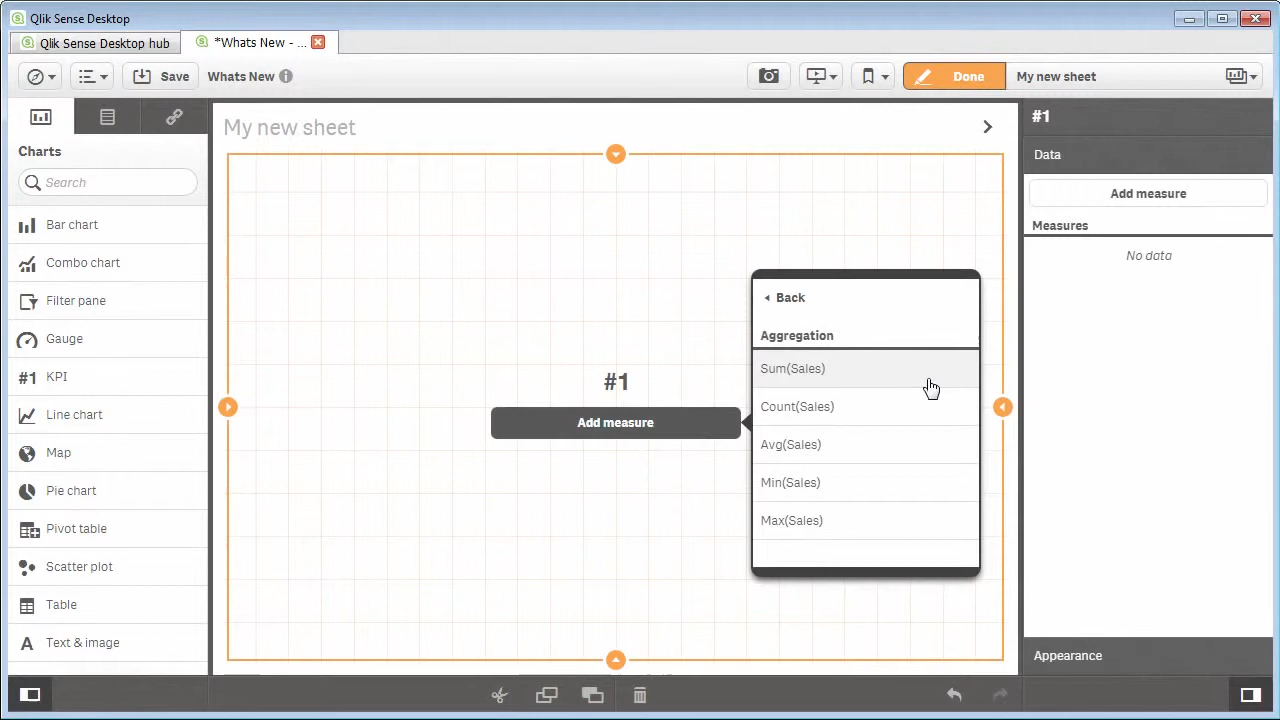 Qlik Sense Desktop
Qlik Sense Desktop hub
*Whats New - ...
Save
Whats New
Done
My new sheet
Charts
Search
Bar chart
Combo chart
Filter pane
Gauge
#1 KPI
Line chart
Map
Pie chart
Pivot table
Scatter plot
Table
A Text & image
My new sheet
#1
Add measure
Back
Aggregation
Sum(Sales)
Count(Sales)
Avg(Sales)
Min(Sales)
Max(Sales)
#1
Data
Add measure
Measures
No data
Appearance